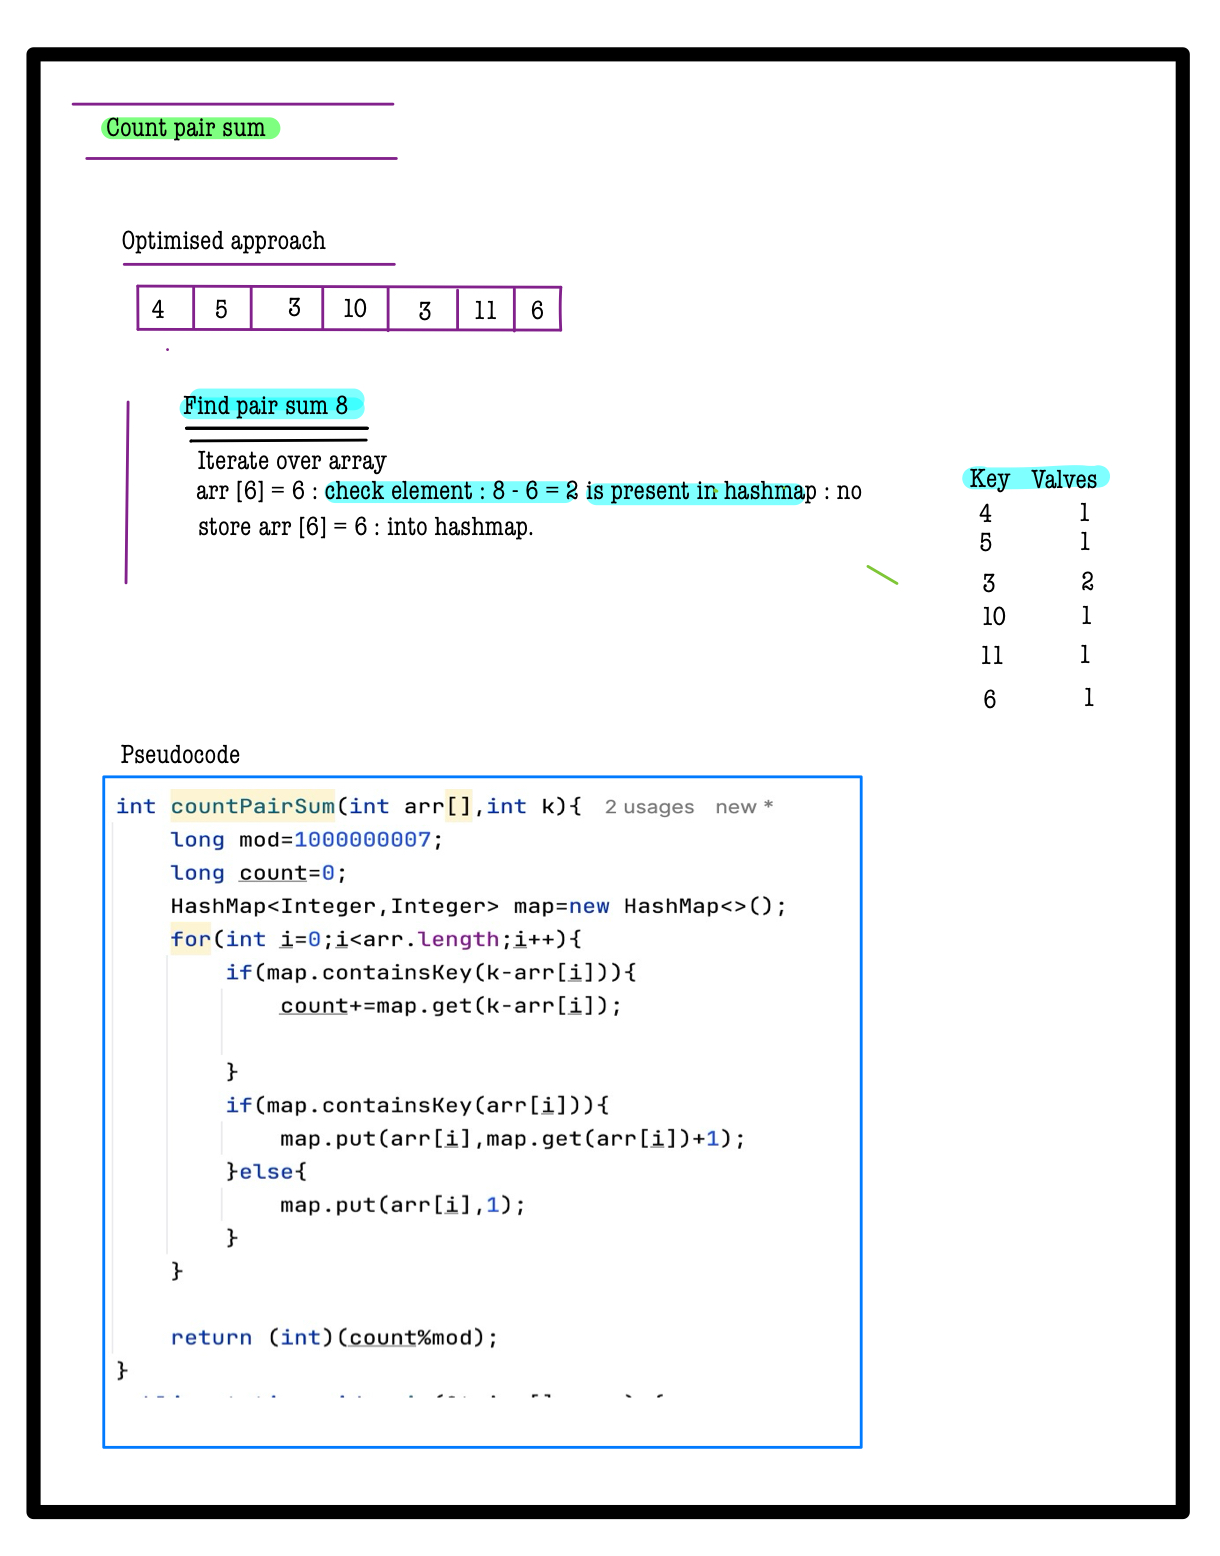 Count pair sum
Optimised approach
4 5 3 10 3 11 6
Find pair sum 8
Iterate over array
arr [6] = 6 : check element : 8 - 6 = 2 is present in hashmap : no
store arr [6] = 6 : into hashmap.
Key Valves
4 1
5 1
3 2
10 1
11 1
6 1
Pseudocode
int countPairSum(int arr[],int k){ 2 usages new *
long mod=1000000007;
long count=0;
HashMap<Integer,Integer> map=new HashMap<>();
for(int i=0;i<arr.length;i++){
if(map.containsKey(k-arr[i])){
count+=map.get(k-arr[i]);
}
if(map.containsKey(arr[i])){
map.put(arr[i],map.get(arr[i])+1);
}else{
map.put(arr[i],1);
}
}
return (int)(count%mod);
}